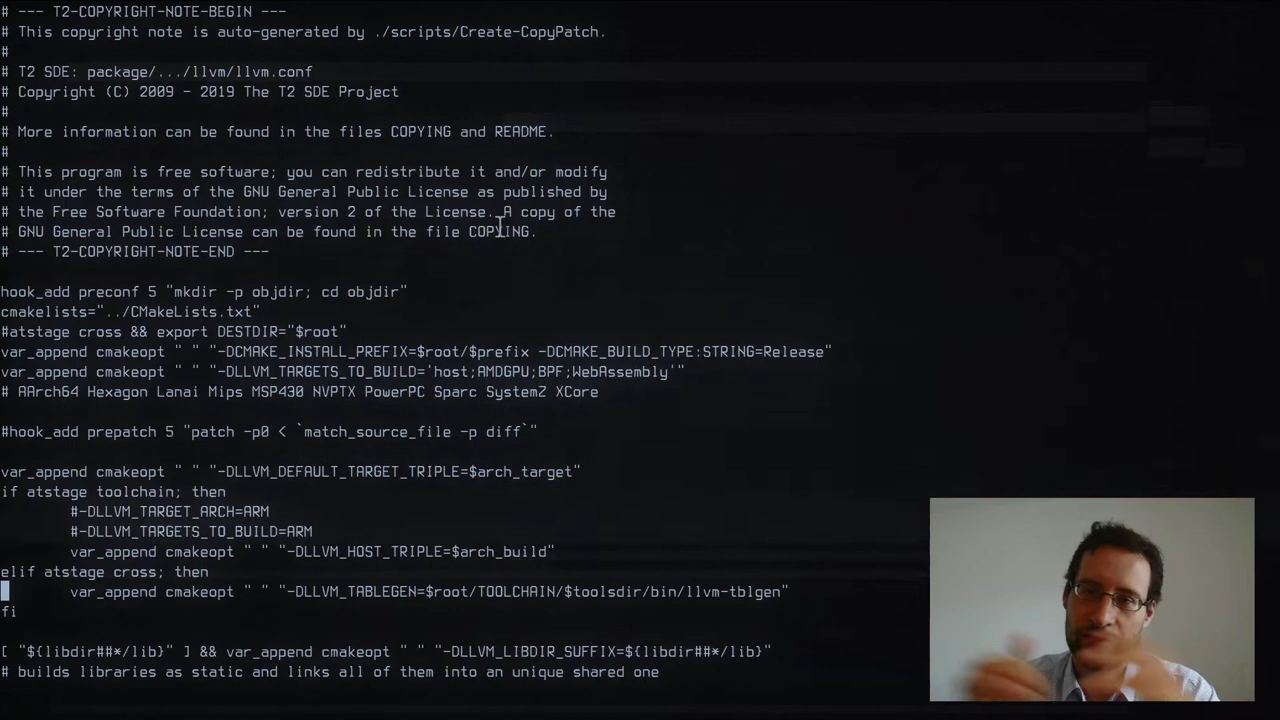 # --- T2-COPYRIGHT-NOTE-BEGIN ---
# This copyright note is auto-generated by ./scripts/Create-CopyPatch.
#
# T2 SDE: package/.../llvm/llvm.conf
# Copyright (C) 2009 - 2019 The T2 SDE Project
#
# More information can be found in the files COPYING and README.
#
# This program is free software; you can redistribute it and/or modify
# it under the terms of the GNU General Public License as published by
# the Free Software Foundation; version 2 of the License. A copy of the
# GNU General Public License can be found in the file COPYING.
# --- T2-COPYRIGHT-NOTE-END ---
hook_add preconf 5 "mkdir -p objdir; cd objdir"
cmakelists="../CMakeLists.txt"
#atstage cross && export DESTDIR="$root"
var_append cmakeopt " " "-DCMAKE_INSTALL_PREFIX=$root/$prefix -DCMAKE_BUILD_TYPE:STRING=Release"
var_append cmakeopt " " "-DLLVM_TARGETS_TO_BUILD='host;AMDGPU;BPF;WebAssembly'"
# AArch64 Hexagon Lanai Mips MSP430 NVPTX PowerPC Sparc SystemZ XCore
#hook_add prepatch 5 "patch -p0 < `match_source_file -p diff`"
var_append cmakeopt " " "-DLLVM_DEFAULT_TARGET_TRIPLE=$arch_target"
if atstage toolchain; then
#-DLLVM_TARGET_ARCH=ARM
#-DLLVM_TARGETS_TO_BUILD=ARM
var_append cmakeopt " " "-DLLVM_HOST_TRIPLE=$arch_build"
elif atstage cross; then
var_append cmakeopt " " "-DLLVM_TABLEGEN=$root/TOOLCHAIN/$toolsdir/bin/llvm-tblgen"
fi
[ "${libdir##*/lib}" ] && var_append cmakeopt " " "-DLLVM_LIBDIR_SUFFIX=${libdir##*/lib}"
# builds libraries as static and links all of them into an unique shared one